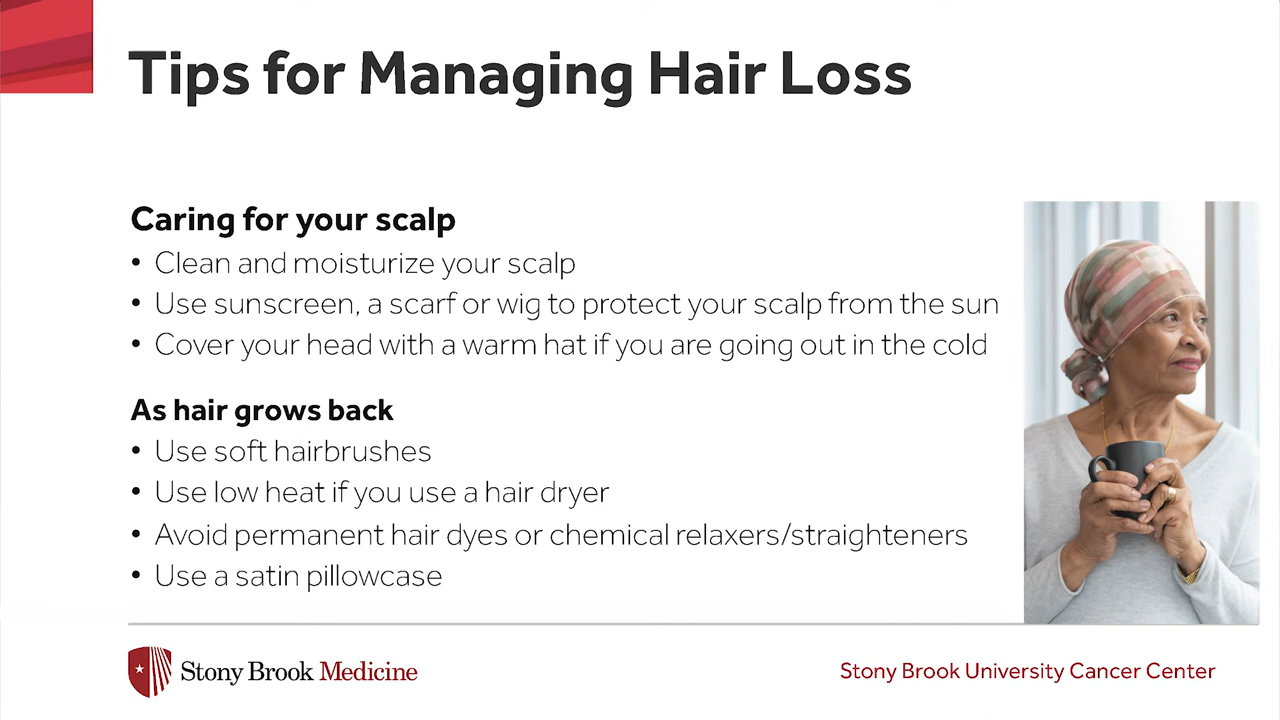 Tips for Managing Hair Loss
Caring for your scalp
• Clean and moisturize your scalp
• Use sunscreen, a scarf or wig to protect your scalp from the sun
• Cover your head with a warm hat if you are going out in the cold
As hair grows back
• Use soft hairbrushes
• Use low heat if you use a hair dryer
• Avoid permanent hair dyes or chemical relaxers/straighteners
• Use a satin pillowcase
Stony Brook Medicine
Stony Brook University Cancer Center